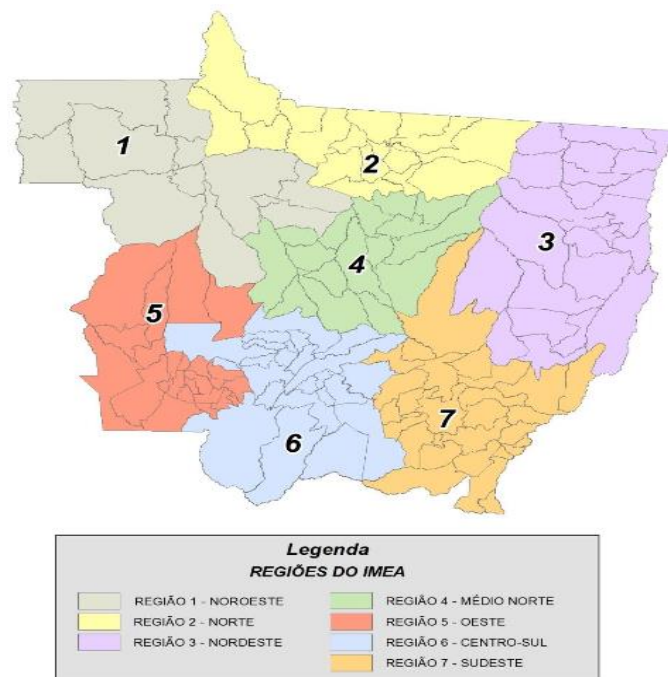 1
2
3
4
5
6
7
Legenda
REGIÕES DO IMEA
REGIÃO 1 - NOROESTE
REGIÃO 2 - NORTE
REGIÃO 3 - NORDESTE
REGIÃO 4 - MÉDIO NORTE
REGIÃO 5 - OESTE
REGIÃO 6 - CENTRO-SUL
REGIÃO 7 - SUDESTE